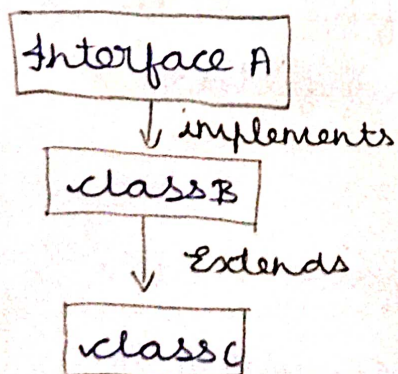 Interface A
implements
class B
Extends
class C